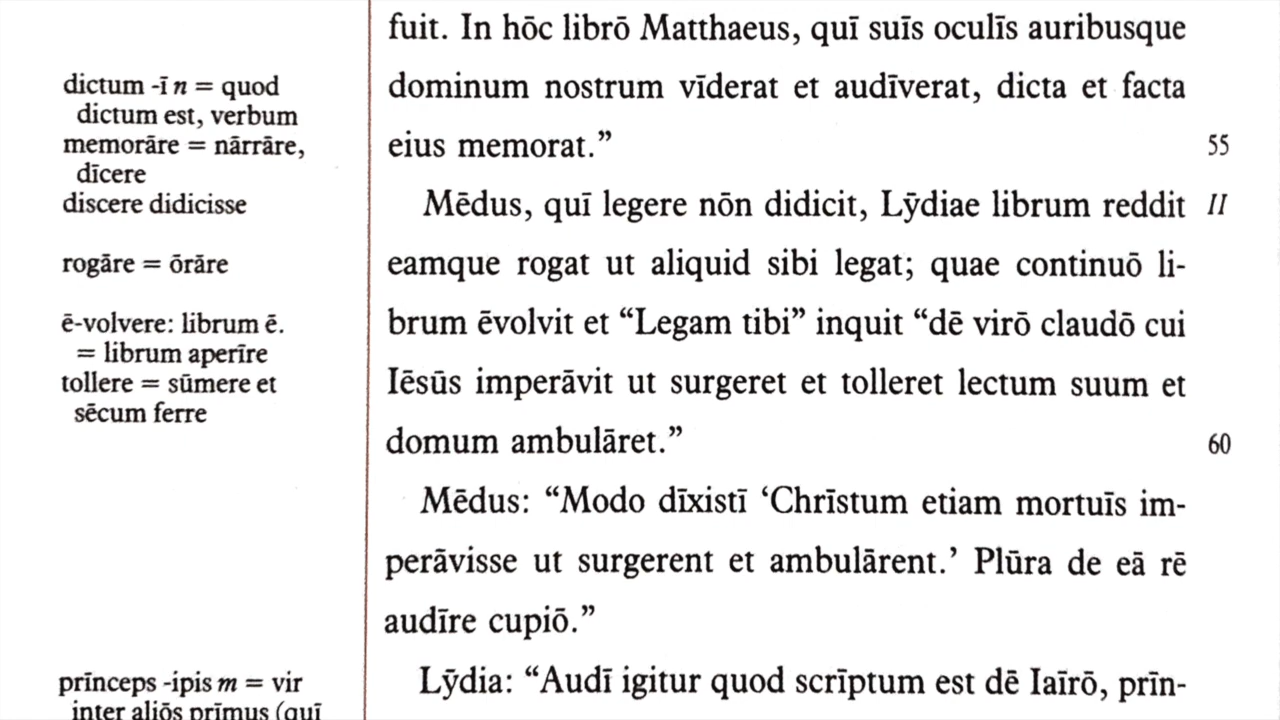 fuit. In hōc librō Matthaeus, quī suīs oculīs auribusque
dictum -ī n = quod
dictum est, verbum
dominum nostrum vīderat et audīverat, dicta et facta
memorāre = nārrāre,
dīcere
eius memorat.”
55
discere didicisse
Mēdus, quī legere nōn didicit, Lȳdiae librum reddit
II
rogāre = ōrāre
eamque rogat ut aliquid sibi legat; quae continuō li-
ē-volvere: librum ē.
= librum aperīre
brum ēvolvit et “Legam tibi” inquit “dē virō claudō cui
tollere = sūmere et
sēcum ferre
Iēsūs imperāvit ut surgeret et tolleret lectum suum et
domum ambulāret.”
60
Mēdus: “Modo dīxistī ‘Chrīstum etiam mortuīs im-
perāvisse ut surgerent et ambulārent.’ Plūra de eā rē
audīre cupiō.”
Lȳdia: “Audī igitur quod scrīptum est dē Iaīrō, prīn-
prīnceps -ipis m = vir
inter aliōs prīmus (quī